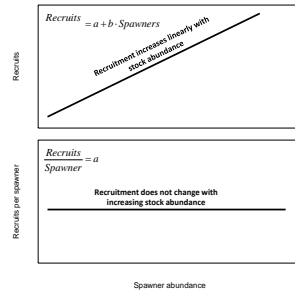 Recruits = a + b · Spawners
Recruitment increases linearly with
stock abundance
Recruits
Recruits
Spawner = a
Recruitment does not change with
increasing stock abundance
Recruits per spawner
Spawner abundance